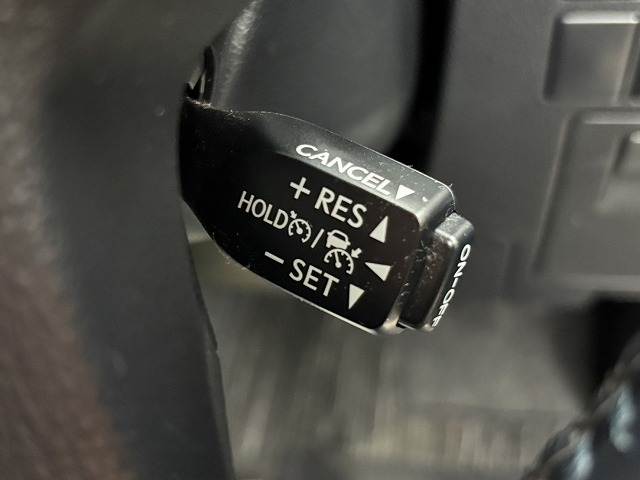 CANCEL▼
+ RES ▲
HOLD /
− SET ▼
ON-OFF